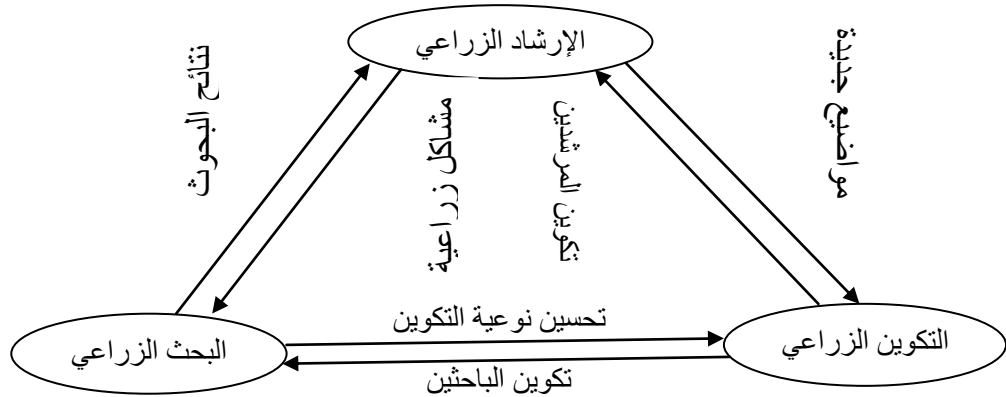 الإرشاد الزراعي
مواضيع جديدة
نتائج البحوث
تكوين المرشدين
مشاكل زراعية
تحسين نوعية التكوين
التكوين الزراعي
البحث الزراعي
تكوين الباحثين